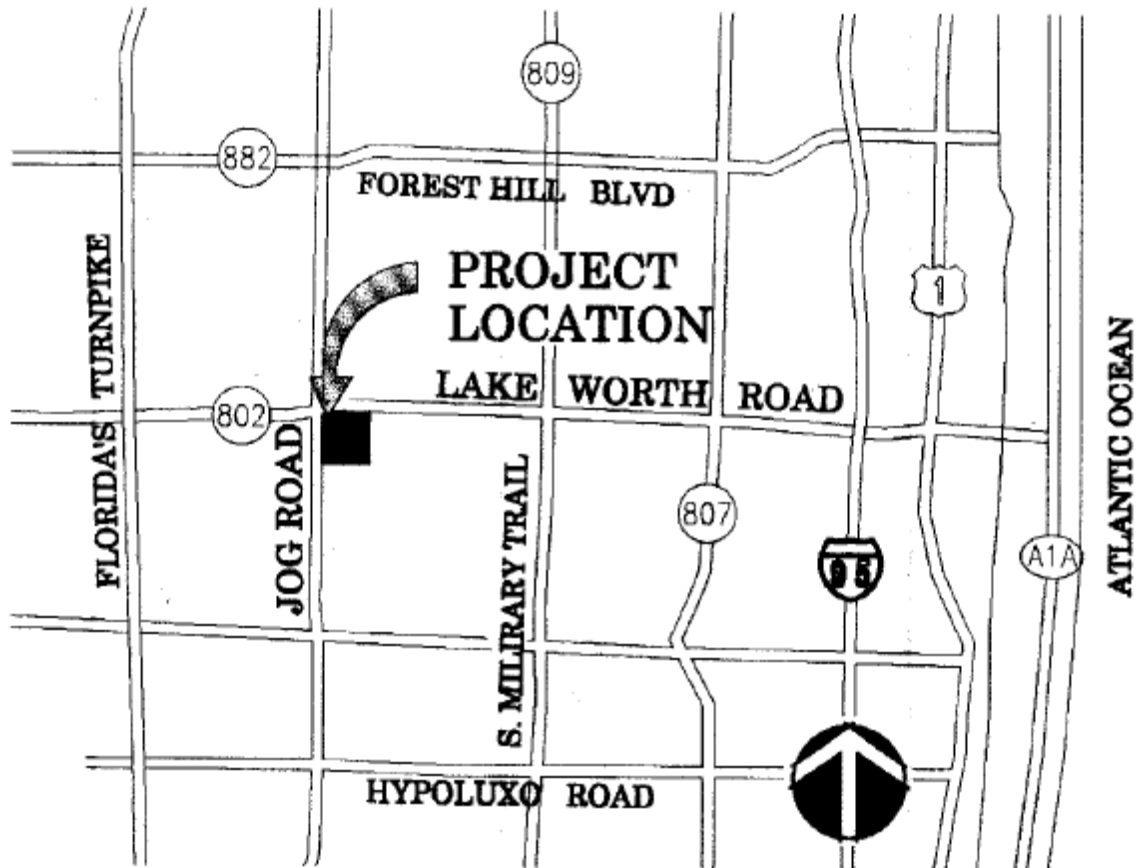 809
882
FOREST HILL BLVD
PROJECT
LOCATION
1
FLORIDA'S TURNPIKE
LAKE WORTH ROAD
802
JOG ROAD
ATLANTIC OCEAN
S. MILIRARY TRAIL
807
95
A1A
HYPOLUXO ROAD